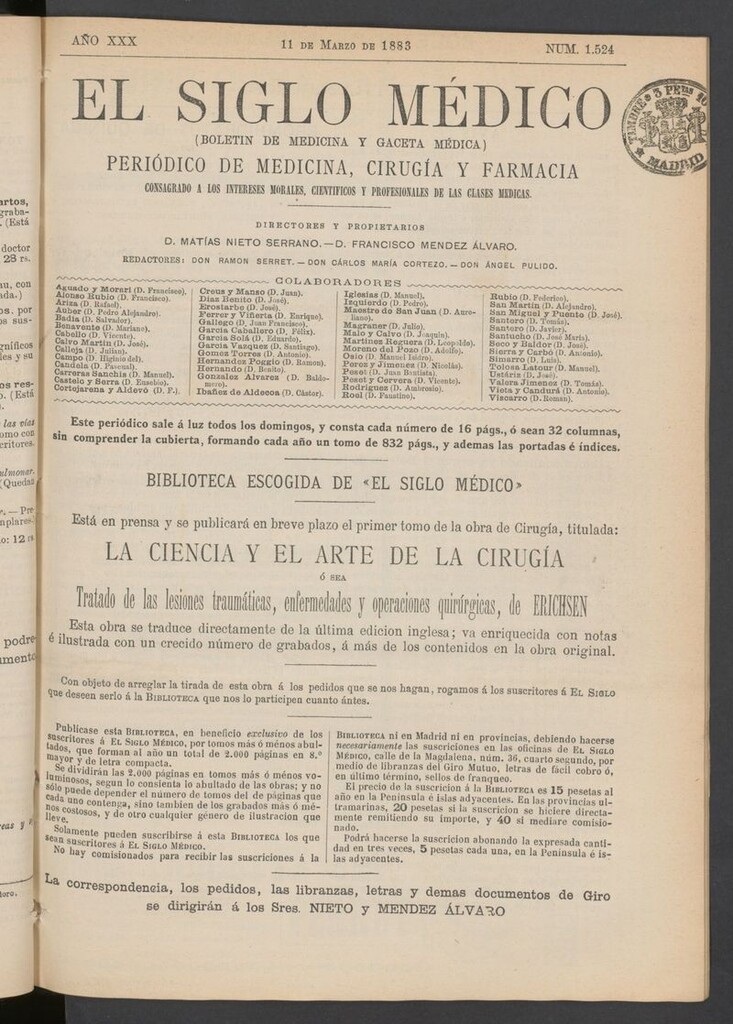 AÑO XXX
11 DE MARZO DE 1883
NUM. 1.524
EL SIGLO MÉDICO
(BOLETIN DE MEDICINA Y GACETA MÉDICA)
PERIÓDICO DE MEDICINA, CIRUGÍA Y FARMACIA
CONSAGRADO A LOS INTERESES MORALES, CIENTIFICOS Y PROFESIONALES DE LAS CLASES MEDICAS.
TIMBRE 3 PE
MADRID
DIRECTORES Y PROPIETARIOS
D. MATÍAS NIETO SERRANO.—D. FRANCISCO MENDEZ ÁLVARO.
REDACTORES: DON RAMON SERRET.—DON CÁRLOS MARÍA CORTEZO.—DON ÁNGEL PULIDO.
COLABORADORES
Aguado y Morari (D. Francisco).
Alonso Rubio (D. Francisco).
Ariza (D. Rafael).
Auber (D. Pedro Alejandro).
Badia (D. Salvador).
Benavente (D. Mariano).
Cabello (D. Vicente).
Calvo Martin (D. José).
Calleja (D. Julian).
Campo (D. Higinio del).
Candela (D. Pascual).
Carreras Sanchis (D. Manuel).
Castelo y Serra (D. Eusebio).
Cortejarena y Aldevó (D. F.).
Creus y Manso (D. Juan).
Diaz Benito (D. José).
Erostarbe (D. José).
Ferrer y Viñerta (D. Enrique).
Gallego (D. Juan Francisco).
Garcia Caballero (D. Félix).
Garcia Solá (D. Eduardo).
Garcia Vazquez (D. Santiago).
Gomez Torres (D. Antonio).
Hernandez Poggio (D. Ramon).
Hernando (D. Benito).
Gonzalez Alvarez (D. Baldo-
mero).
Ibañez de Aldecoa (D. Cástor).
Iglesias (D. Manuel).
Izquierdo (D. Pedro).
Maestre de San Juan (D. Aure-
liano).
Magraner (D. Julio).
Malo y Calvo (D. Joaquin).
Martinez Reguera (D. Leopoldo).
Moreno del Pozo (D. Adolfo).
Osio (D. Manuel Isidro).
Perez y Jimenez (D. Nicolás).
Peset (D. Juan Bautista).
Peset y Cervera (D. Vicente).
Rodriguez (D. Ambrosio).
Roel (D. Faustino).
Rubio (D. Federico).
San Martin (D. Alejandro).
San Miguel y Puente (D. José).
Santero (D. Tomás).
Santero (D. Javier).
Santucho (D. José María).
Seco y Baldor (D. José).
Sierra y Carbó (D. Antonio).
Simarro (D. Luis).
Tolosa Latour (D. Manuel).
Ustáriz (D. José).
Valera Jimenez (D. Tomás).
Vieta y Candurá (D. Antonio).
Viscarro (D. Roman).
Este periódico sale á luz todos los domingos, y consta cada número de 16 págs., ó sean 32 columnas,
sin comprender la cubierta, formando cada año un tomo de 832 págs., y ademas las portadas é índices.
BIBLIOTECA ESCOGIDA DE «EL SIGLO MÉDICO»
Está en prensa y se publicará en breve plazo el primer tomo de la obra de Cirugía, titulada:
LA CIENCIA Y EL ARTE DE LA CIRUGÍA
Ó SEA
Tratado de las lesiones traumáticas, enfermedades y operaciones quirúrgicas, de ERICHSEN
Esta obra se traduce directamente de la última edicion inglesa; va enriquecida con notas
é ilustrada con un crecido número de grabados, á más de los contenidos en la obra original.
Con objeto de arreglar la tirada de esta obra á los pedidos que se nos hagan, rogamos á los suscritores á EL SIGLO
que deseen serlo á la BIBLIOTECA que nos lo participen cuanto ántes.
Publícase esta BIBLIOTECA, en beneficio exclusivo de los
suscritores á EL SIGLO MÉDICO, por tomos más ó ménos abul-
tados, que forman al año un total de 2.000 páginas en 8.º
mayor y de letra compacta.
Se dividirán las 2.000 páginas en tomos más ó ménos vo-
luminosos, segun lo consienta lo abultado de las obras; y no
sólo puede depender el número de tomos del de páginas que
cada uno contenga, sino tambien de los grabados más ó mé-
nos costosos, y de otro cualquier género de ilustracion que
lleve.
Solamente pueden suscribirse á esta BIBLIOTECA los que
sean suscritores á EL SIGLO MÉDICO.
No hay comisionados para recibir las suscriciones á la
BIBLIOTECA ni en Madrid ni en provincias, debiendo hacerse
necesariamente las suscriciones en las oficinas de EL SIGLO
MÉDICO, calle de la Magdalena, núm. 36, cuarto segundo, por
medio de libranzas del Giro Mutuo, letras de fácil cobro ó,
en último término, sellos de franqueo.
El precio de la suscricion á la BIBLIOTECA es 15 pesetas al
año en la Península é islas adyacentes. En las provincias ul-
tramarinas, 20 pesetas si la suscricion se hiciere directa-
mente remitiendo su importe, y 40 si mediare comisio-
nado.
Podrá hacerse la suscricion abonando la expresada canti-
dad en tres veces, 5 pesetas cada una, en la Península é is-
las adyacentes.
La correspondencia, los pedidos, las libranzas, letras y demas documentos de Giro
se dirigirán á los Sres. NIETO y MENDEZ ÁLVARO